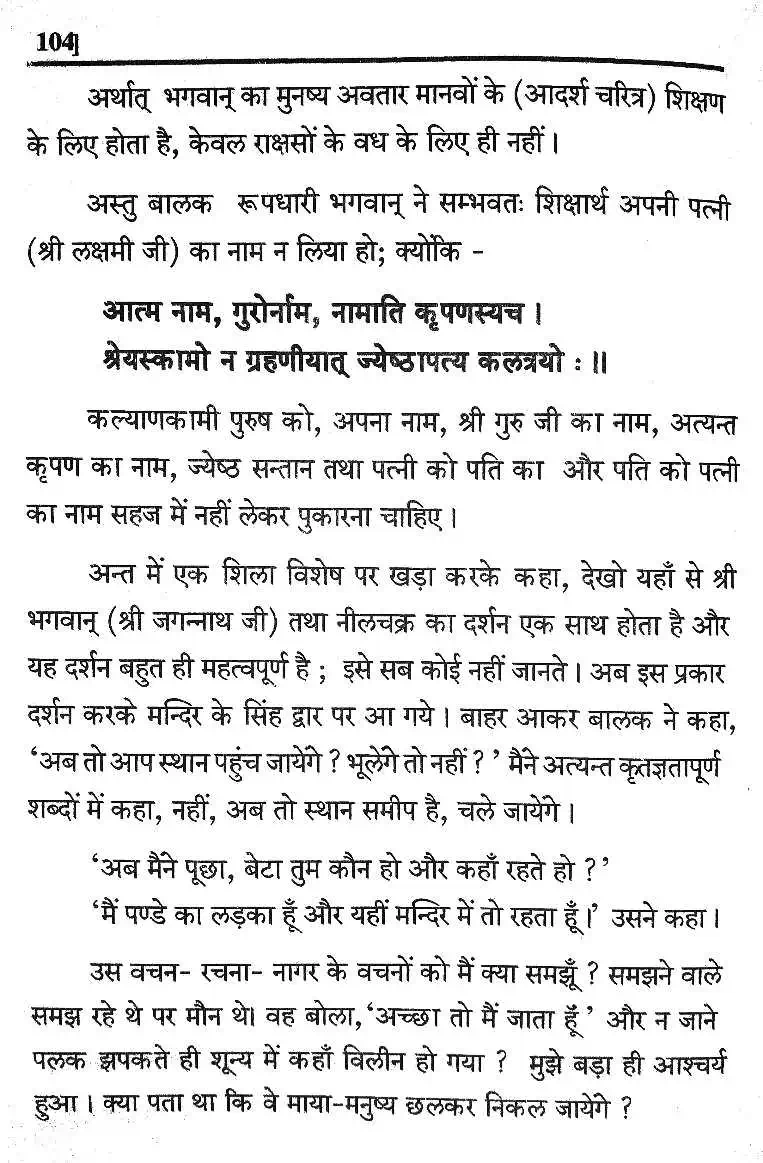 104]
अर्थात् भगवान् का मुनष्य अवतार मानवों के (आदर्श चरित्र) शिक्षण
के लिए होता है, केवल राक्षसों के वध के लिए ही नहीं।
अस्तु बालक रूपधारी भगवान् ने सम्भवतः शिक्षार्थ अपनी पत्नी
(श्री लक्षमी जी) का नाम न लिया हो; क्योंकि -
आत्म नाम, गुरोर्नाम, नामाति कृपणस्यच।
श्रेयस्कामो न ग्रहणीयात् ज्येष्ठापत्य कलत्रयो :॥
कल्याणकामी पुरुष को, अपना नाम, श्री गुरु जी का नाम, अत्यन्त
कृपण का नाम, ज्येष्ठ सन्तान तथा पत्नी को पति का और पति को पत्नी
का नाम सहज में नहीं लेकर पुकारना चाहिए।
अन्त में एक शिला विशेष पर खड़ा करके कहा, देखो यहाँ से श्री
भगवान् (श्री जगन्नाथ जी) तथा नीलचक्र का दर्शन एक साथ होता है और
यह दर्शन बहुत ही महत्वपूर्ण है ; इसे सब कोई नहीं जानते। अब इस प्रकार
दर्शन करके मन्दिर के सिंह द्वार पर आ गये। बाहर आकर बालक ने कहा,
‘अब तो आप स्थान पहुंच जायेंगे ? भूलेगे तो नहीं ? ’ मैंने अत्यन्त कृतज्ञतापूर्ण
शब्दों में कहा, नहीं, अब तो स्थान समीप है, चले जायेंगे।
‘अब मैंने पूछा, बेटा तुम कौन हो और कहाँ रहते हो ?’
‘मैं पण्डे का लड़का हूँ और यहीं मन्दिर में तो रहता हूँ।’ उसने कहा।
उस वचन- रचना- नागर के वचनों को मैं क्या समझूँ ? समझने वाले
समझ रहे थे पर मौन थे। वह बोला, ‘अच्छा तो मैं जाता हूँ ’ और न जाने
पलक झपकते ही शून्य में कहाँ विलीन हो गया ? मुझे बड़ा ही आश्चर्य
हुआ। क्या पता था कि वे माया-मनुष्य छलकर निकल जायेंगे ?